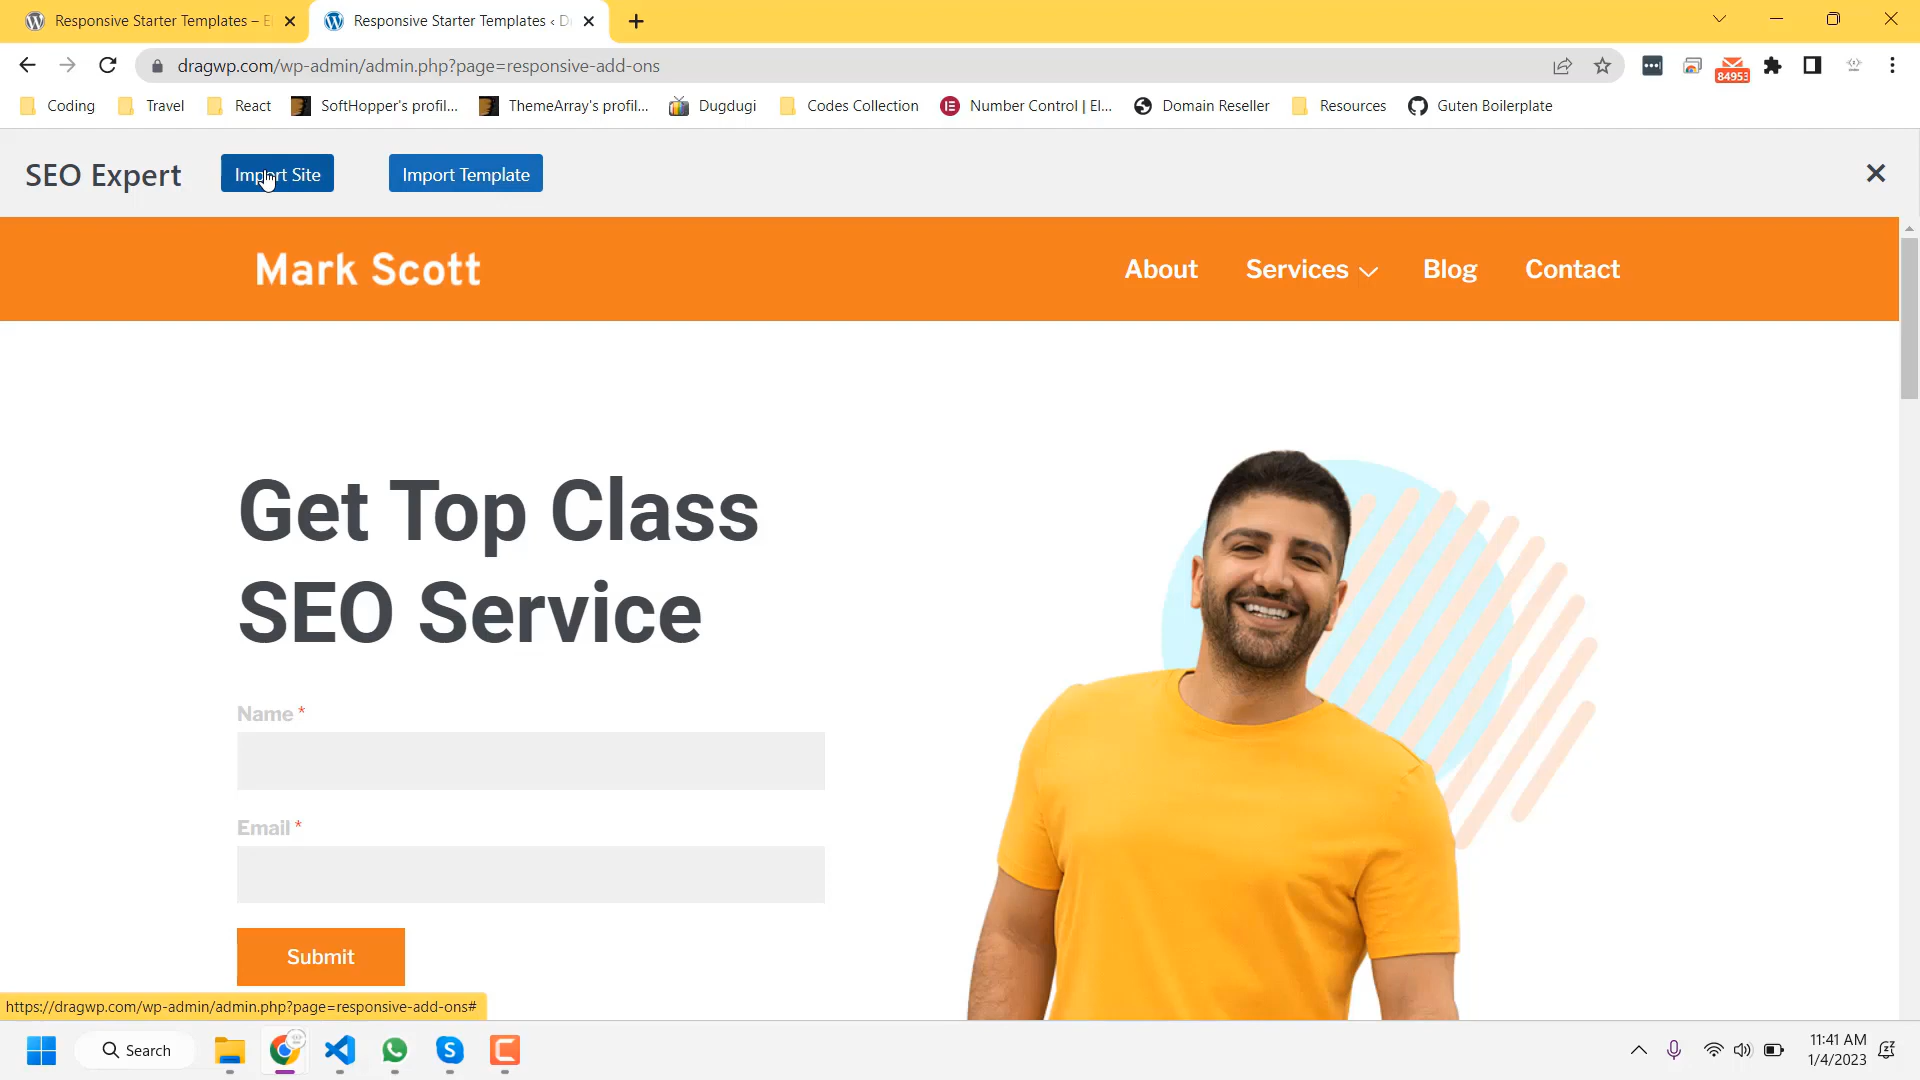 Responsive Starter Templates – E
Responsive Starter Templates ‹ D
dragwp.com/wp-admin/admin.php?page=responsive-add-ons
84953
Coding
Travel
React
SoftHopper's profil...
ThemeArray's profil...
Dugdugi
Codes Collection
Number Control | El...
Domain Reseller
Resources
Guten Boilerplate
SEO Expert
Import Site
Import Template
Mark Scott
About
Services
Blog
Contact
Get Top Class
SEO Service
Name *
Email *
Submit
https://dragwp.com/wp-admin/admin.php?page=responsive-add-ons#
Search
11:41 AM
1/4/2023